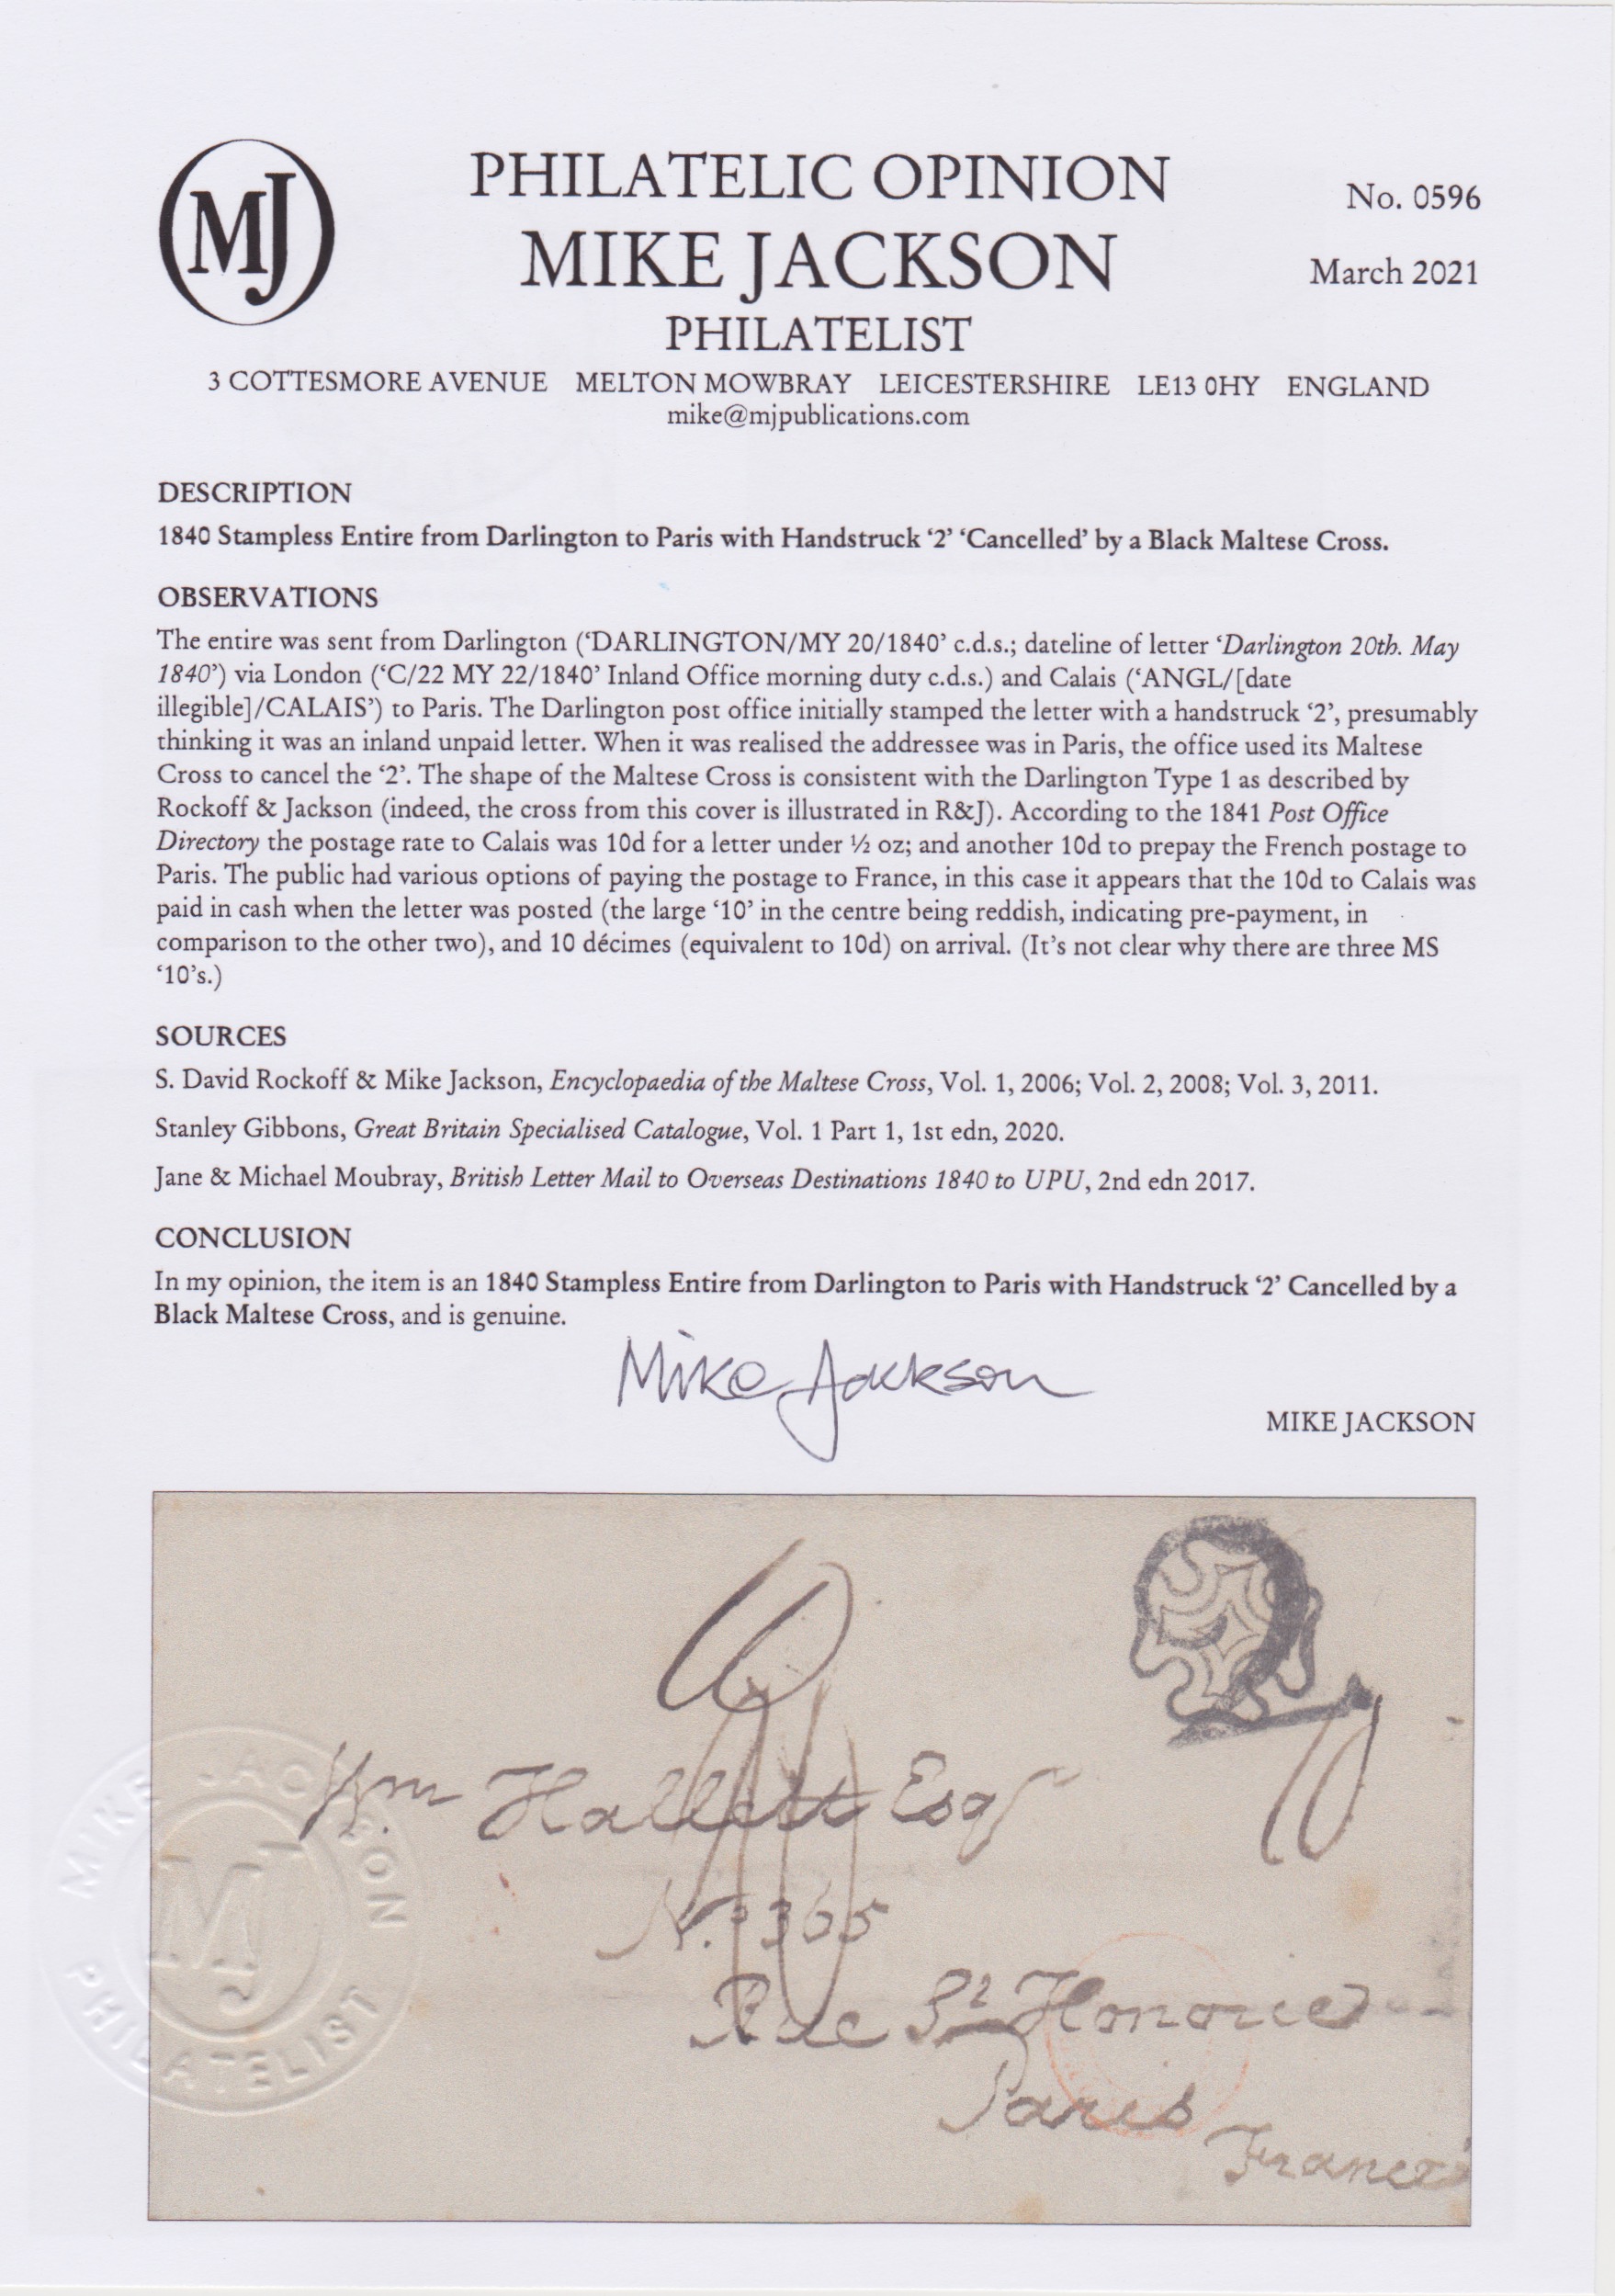 MJ
PHILATELIC OPINION
MIKE JACKSON
PHILATELIST
No. 0596
March 2021
3 COTTESMORE AVENUE MELTON MOWBRAY LEICESTERSHIRE LE13 0HY ENGLAND
mike@mjpublications.com
DESCRIPTION
1840 Stampless Entire from Darlington to Paris with Handstruck ‘2’ ‘Cancelled’ by a Black Maltese Cross.
OBSERVATIONS
The entire was sent from Darlington (‘DARLINGTON/MY 20/1840’ c.d.s.; dateline of letter ‘Darlington 20th. May
1840’) via London (‘C/22 MY 22/1840’ Inland Office morning duty c.d.s.) and Calais (‘ANGL/[date
illegible]/CALAIS’) to Paris. The Darlington post office initially stamped the letter with a handstruck ‘2’, presumably
thinking it was an inland unpaid letter. When it was realised the addressee was in Paris, the office used its Maltese
Cross to cancel the ‘2’. The shape of the Maltese Cross is consistent with the Darlington Type 1 as described by
Rockoff & Jackson (indeed, the cross from this cover is illustrated in R&J). According to the 1841 Post Office
Directory the postage rate to Calais was 10d for a letter under ½ oz; and another 10d to prepay the French postage to
Paris. The public had various options of paying the postage to France, in this case it appears that the 10d to Calais was
paid in cash when the letter was posted (the large ‘10’ in the centre being reddish, indicating pre-payment, in
comparison to the other two), and 10 décimes (equivalent to 10d) on arrival. (It’s not clear why there are three MS
‘10’s.)
SOURCES
S. David Rockoff & Mike Jackson, Encyclopaedia of the Maltese Cross, Vol. 1, 2006; Vol. 2, 2008; Vol. 3, 2011.
Stanley Gibbons, Great Britain Specialised Catalogue, Vol. 1 Part 1, 1st edn, 2020.
Jane & Michael Moubray, British Letter Mail to Overseas Destinations 1840 to UPU, 2nd edn 2017.
CONCLUSION
In my opinion, the item is an 1840 Stampless Entire from Darlington to Paris with Handstruck ‘2’ Cancelled by a
Black Maltese Cross, and is genuine.
Mike Jackson
MIKE JACKSON
10
2
10
10
Wm Hallett Esqr
No. 365
Rue St Honorie
Paris
France
MIKE JACKSON
MJ
PHILATELIST